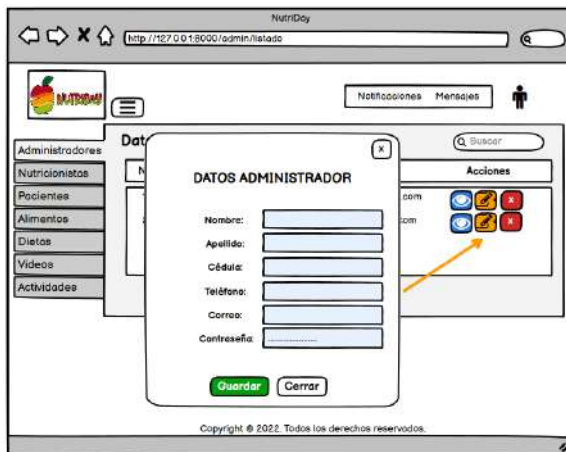 NutriDay
http://127.0.0.1:8000/admin/listado
NUTRIDAY
Notificaciones Mensajes
Administradores
Nutricionistas
Pacientes
Alimentos
Dietas
Videos
Actividades
Dat
Buscar
N
Acciones
.com
com
x
x
x
DATOS ADMINISTRADOR
Nombre:
Apellido:
Cédula:
Teléfono:
Correo:
Contraseña: ....................
Guardar Cerrar
Copyright © 2022. Todos los derechos reservados.